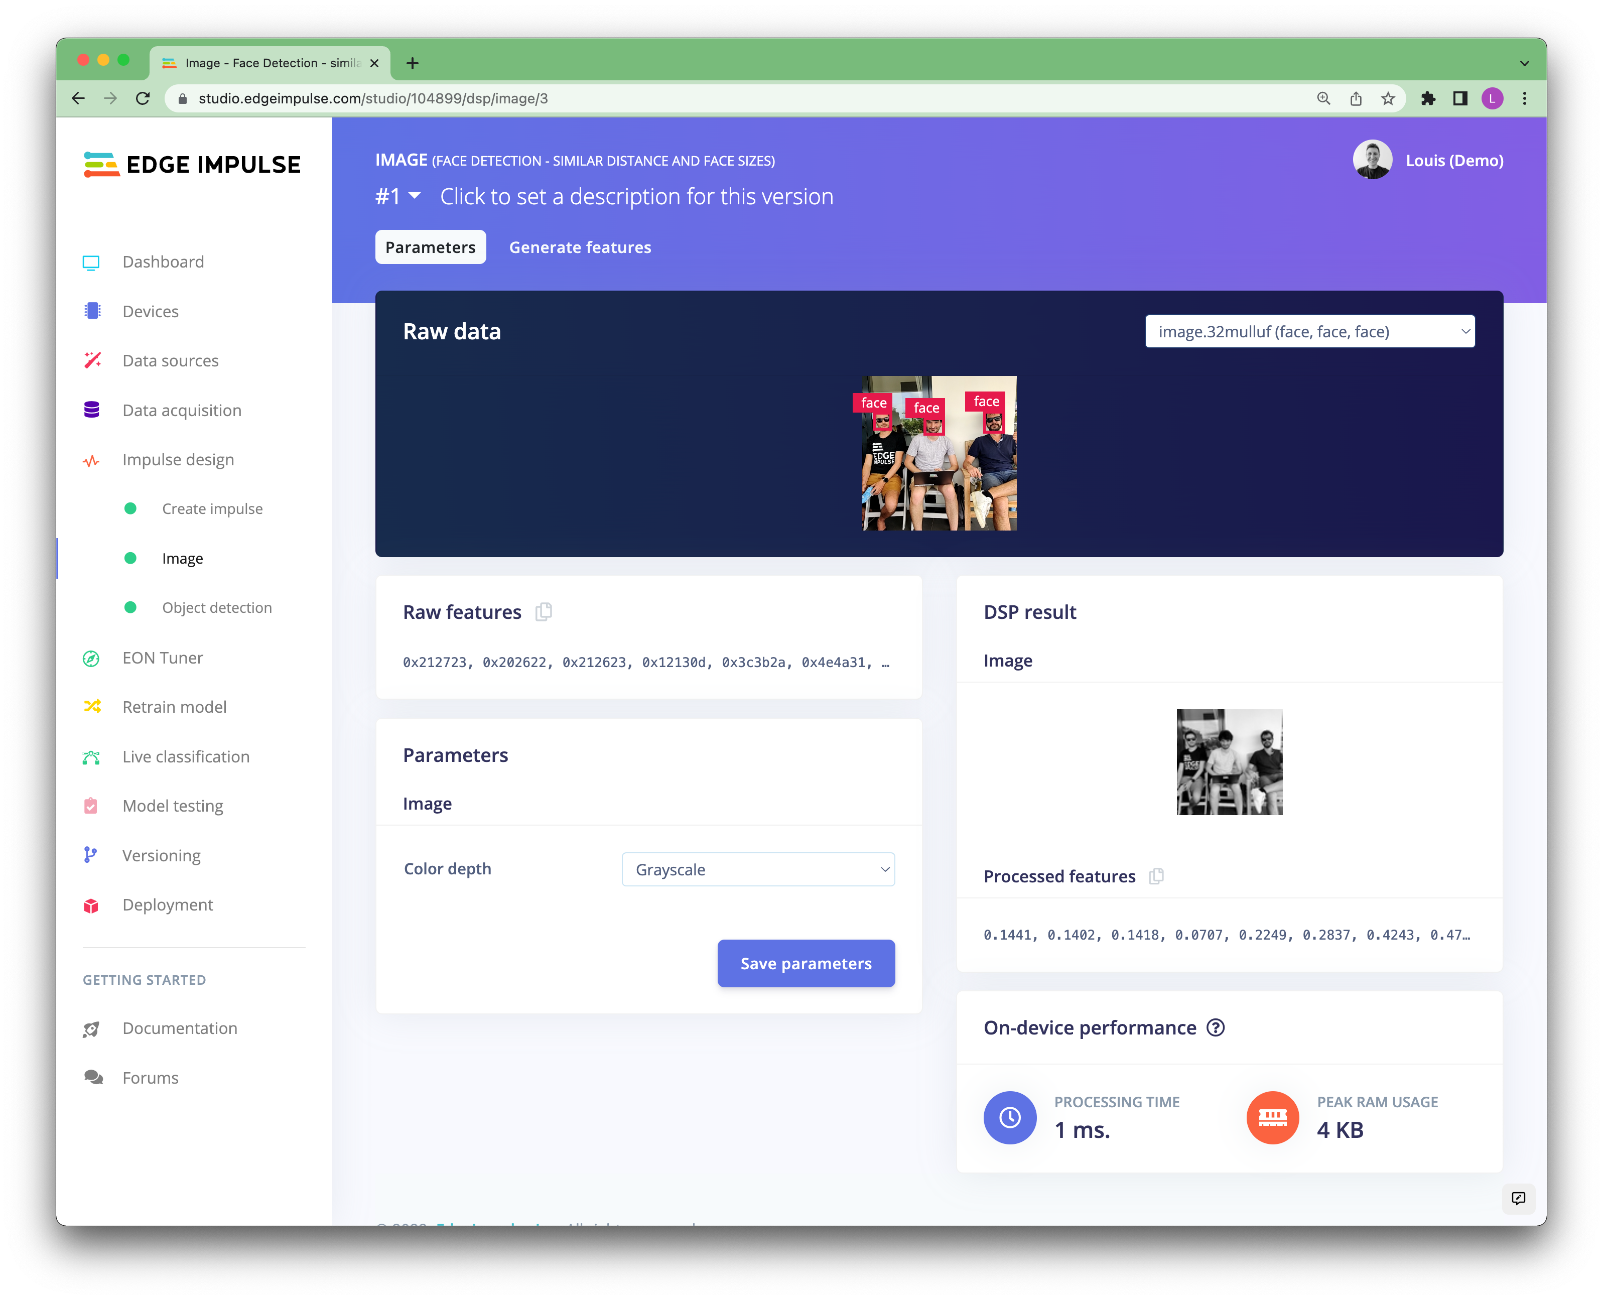 Image - Face Detection - simila
studio.edgeimpulse.com/studio/104899/dsp/image/3
L
EDGE IMPULSE
Dashboard
Devices
Data sources
Data acquisition
Impulse design
Create impulse
Image
Object detection
EON Tuner
Retrain model
Live classification
Model testing
Versioning
Deployment
GETTING STARTED
Documentation
Forums
IMAGE (FACE DETECTION - SIMILAR DISTANCE AND FACE SIZES)
#1 Click to set a description for this version
Louis (Demo)
Parameters Generate features
Raw data
image.32mulluf (face, face, face)
face face face
EDGE
IMPULSE
Raw features
0x212723, 0x202622, 0x212623, 0x12130d, 0x3c3b2a, 0x4e4a31, …
Parameters
Image
Color depth Grayscale
Save parameters
DSP result
Image
Processed features
0.1441, 0.1402, 0.1418, 0.0707, 0.2249, 0.2837, 0.4243, 0.47…
On-device performance
PROCESSING TIME
1 ms.
PEAK RAM USAGE
4 KB